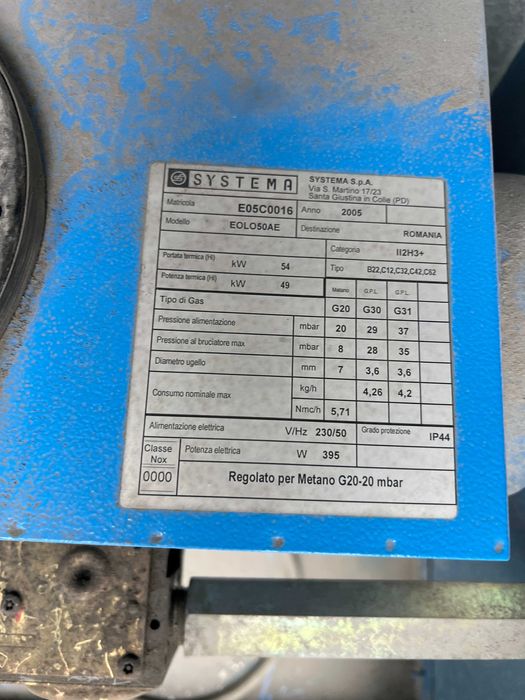 SYSTEMA
SYSTEMA S.p.A.
Via S. Martino 17/23
Santa Giustina in Colle (PD)
Matricola E05C0016 Anno 2005
Modello EOLO50AE Destinazione ROMANIA
Categoria II2H3+
Portata termica (Hi) kW 54 Tipo B22,C12,C32,C42,C62
Potenza termica (Hi) kW 49 Metano G.P.L. G.P.L.
Tipo di Gas G20 G30 G31
Pressione alimentazione mbar 20 29 37
Pressione al bruciatore max mbar 8 28 35
Diametro ugello mm 7 3,6 3,6
Consumo nominale max kg/h 4,26 4,2
Nmc/h 5,71
Alimentazione elettrica V/Hz 230/50 Grado protezione IP44
Classe Nox Potenza elettrica W 395
0000 Regolato per Metano G20-20 mbar